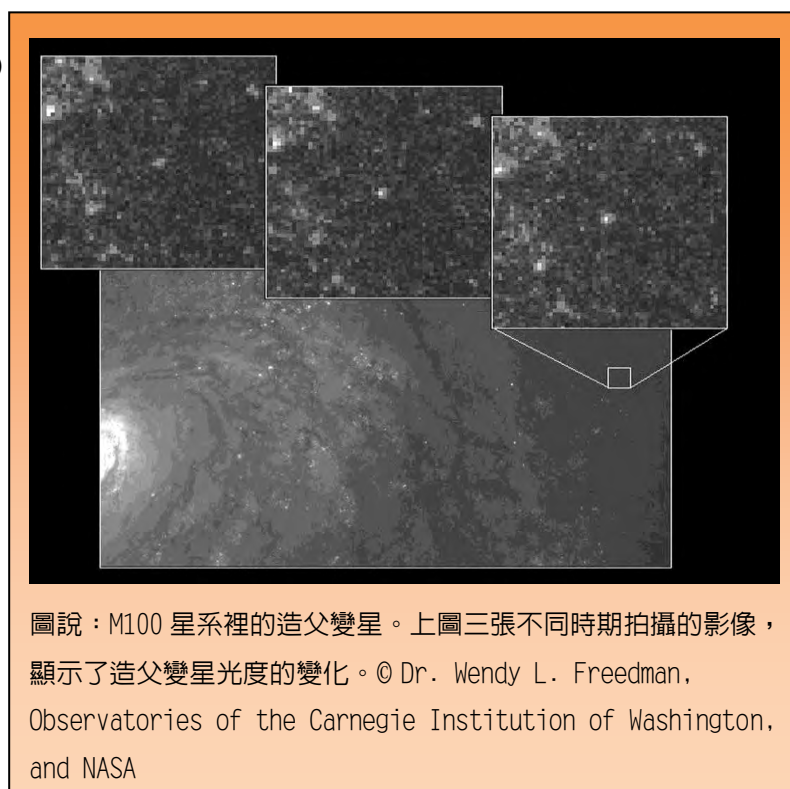 圖說：M100 星系裡的造父變星。上圖三張不同時期拍攝的影像，
顯示了造父變星光度的變化。© Dr. Wendy L. Freedman,
Observatories of the Carnegie Institution of Washington,
and NASA